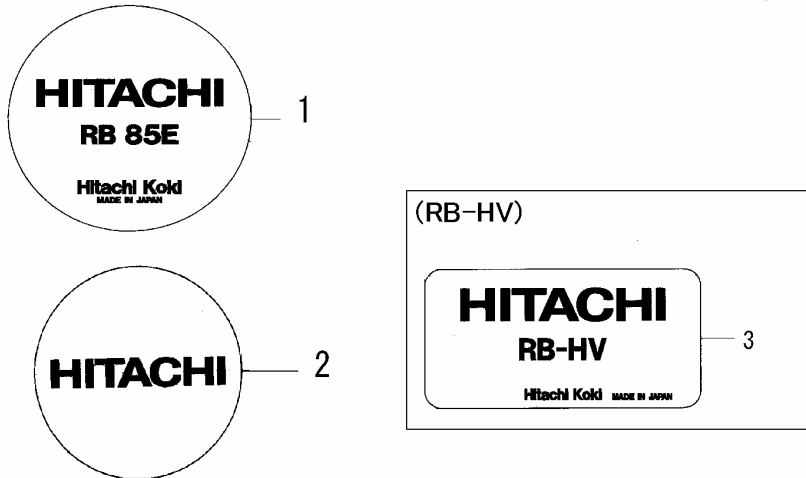 HITACHI
RB 85E
Hitachi Koki
MADE IN JAPAN
1
HITACHI
2
(RB-HV)
HITACHI
RB-HV
Hitachi Koki MADE IN JAPAN
3